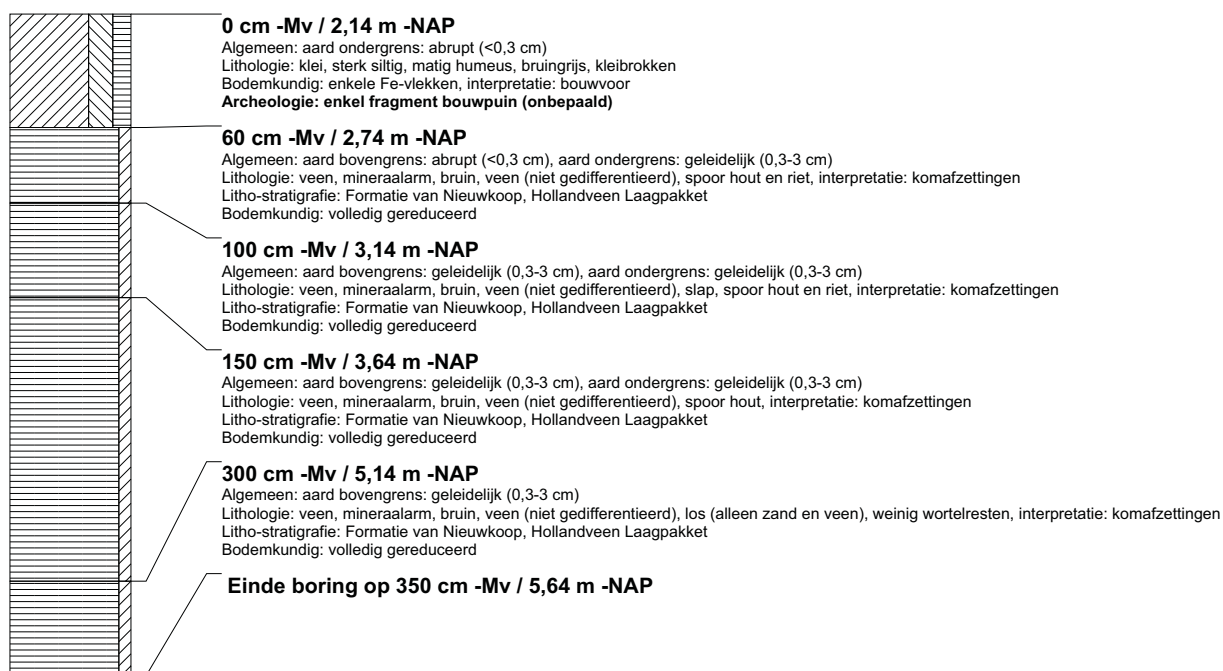 0 cm -Mv / 2,14 m -NAP
Algemeen: aard ondergrens: abrupt (<0,3 cm)
Lithologie: klei, sterk siltig, matig humeus, bruingrijs, kleibrokken
Bodemkundig: enkele Fe-vlekken, interpretatie: bouwvoor
Archeologie: enkel fragment bouwpuin (onbepaald)
60 cm -Mv / 2,74 m -NAP
Algemeen: aard bovengrens: abrupt (<0,3 cm), aard ondergrens: geleidelijk (0,3-3 cm)
Lithologie: veen, mineraalarm, bruin, veen (niet gedifferentieerd), spoor hout en riet, interpretatie: komafzettingen
Litho-stratigrafie: Formatie van Nieuwkoop, Hollandveen Laagpakket
Bodemkundig: volledig gereduceerd
100 cm -Mv / 3,14 m -NAP
Algemeen: aard bovengrens: geleidelijk (0,3-3 cm), aard ondergrens: geleidelijk (0,3-3 cm)
Lithologie: veen, mineraalarm, bruin, veen (niet gedifferentieerd), slap, spoor hout en riet, interpretatie: komafzettingen
Litho-stratigrafie: Formatie van Nieuwkoop, Hollandveen Laagpakket
Bodemkundig: volledig gereduceerd
150 cm -Mv / 3,64 m -NAP
Algemeen: aard bovengrens: geleidelijk (0,3-3 cm), aard ondergrens: geleidelijk (0,3-3 cm)
Lithologie: veen, mineraalarm, bruin, veen (niet gedifferentieerd), spoor hout, interpretatie: komafzettingen
Litho-stratigrafie: Formatie van Nieuwkoop, Hollandveen Laagpakket
Bodemkundig: volledig gereduceerd
300 cm -Mv / 5,14 m -NAP
Algemeen: aard bovengrens: geleidelijk (0,3-3 cm)
Lithologie: veen, mineraalarm, bruin, veen (niet gedifferentieerd), los (alleen zand en veen), weinig wortelresten, interpretatie: komafzettingen
Litho-stratigrafie: Formatie van Nieuwkoop, Hollandveen Laagpakket
Bodemkundig: volledig gereduceerd
Einde boring op 350 cm -Mv / 5,64 m -NAP